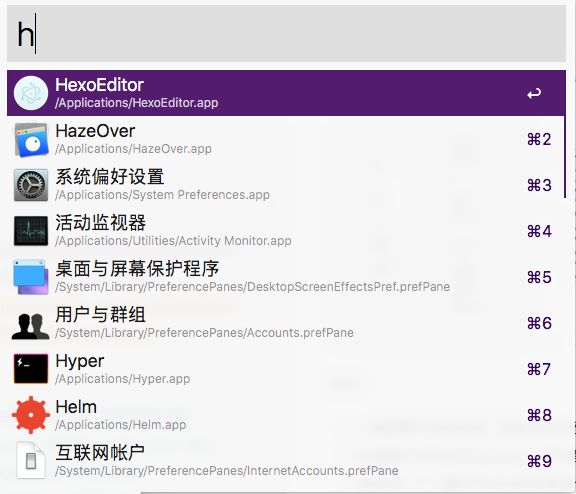 h
HexoEditor
/Applications/HexoEditor.app
↩
HazeOver
/Applications/HazeOver.app
⌘2
系统偏好设置
/Applications/System Preferences.app
⌘3
活动监视器
/Applications/Utilities/Activity Monitor.app
⌘4
桌面与屏幕保护程序
/System/Library/PreferencePanes/DesktopScreenEffectsPref.prefPane
⌘5
用户与群组
/System/Library/PreferencePanes/Accounts.prefPane
⌘6
Hyper
/Applications/Hyper.app
⌘7
Helm
/Applications/Helm.app
⌘8
互联网帐户
/System/Library/PreferencePanes/InternetAccounts.prefPane
⌘9